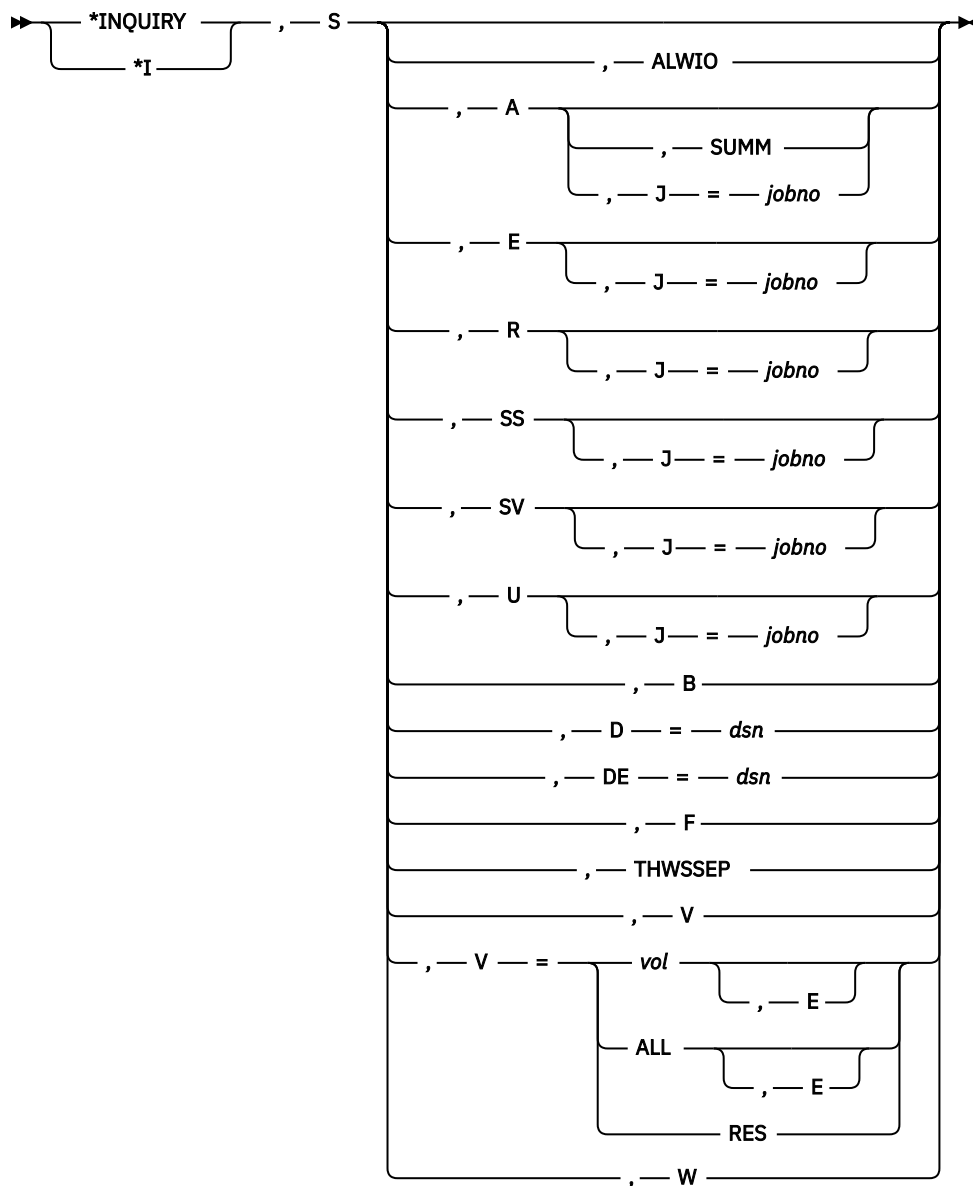 *INQUIRY , S
*I
, ALWIO
, A
, SUMM
, J = jobno
, E
, J = jobno
, R
, J = jobno
, SS
, J = jobno
, SV
, J = jobno
, U
, J = jobno
, B
, D = dsn
, DE = dsn
, F
, THWSSEP
, V
, V = vol
, E
ALL
, E
RES
, W